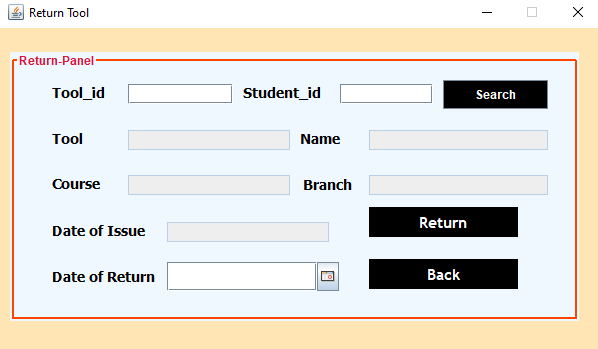 Return Tool
Return-Panel
Tool_id Student_id Search
Tool Name
Course Branch
Date of Issue Return
Date of Return Back